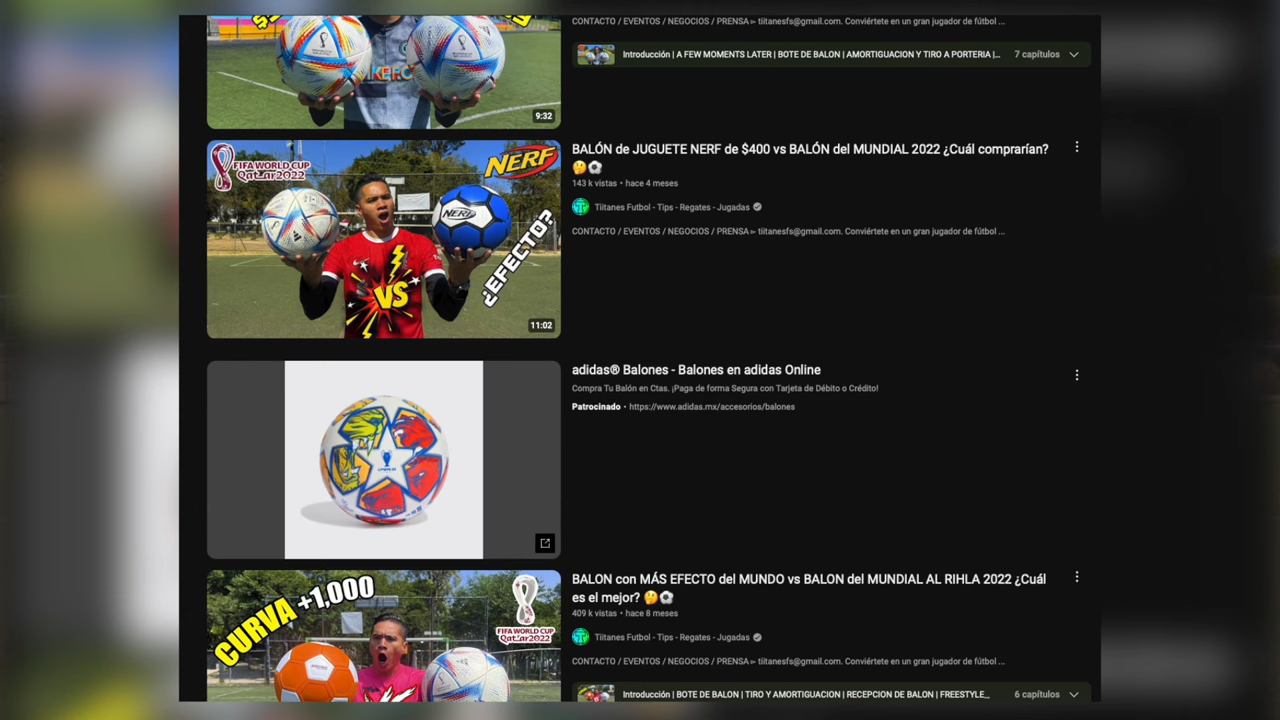 CONTACTO / EVENTOS / NEGOCIOS / PRENSA▻ tiitanesfs@gmail.com. Conviértete en un gran jugador de fútbol ...
Introducción | A FEW MOMENTS LATER | BOTE DE BALON | AMORTIGUACION Y TIRO A PORTERIA |... 7 capítulos
9:32
FIFA WORLD CUP
Qatar2022
NERF
NERF
VS
¿EFECTO?
11:02
BALÓN de JUGUETE NERF de $400 vs BALÓN del MUNDIAL 2022 ¿Cuál comprarían?
🤔⚽
143 k vistas • hace 4 meses
Tiitanes Futbol - Tips - Regates - Jugadas
CONTACTO / EVENTOS / NEGOCIOS / PRENSA▻ tiitanesfs@gmail.com. Conviértete en un gran jugador de fútbol ...
adidas® Balones - Balones en adidas Online
Compra Tu Balón en Ctas. ¡Paga de forma Segura con Tarjeta de Débito o Crédito!
Patrocinado • https://www.adidas.mx/accesorios/balones
CURVA +1,000
FIFA WORLD CUP
Qatar2022
BALON con MÁS EFECTO del MUNDO vs BALON del MUNDIAL AL RIHLA 2022 ¿Cuál
es el mejor? 🤔⚽
409 k vistas • hace 8 meses
Tiitanes Futbol - Tips - Regates - Jugadas
CONTACTO / EVENTOS / NEGOCIOS / PRENSA▻ tiitanesfs@gmail.com. Conviértete en un gran jugador de fútbol ...
Introducción | BOTE DE BALON | TIRO Y AMORTIGUACION | RECEPCION DE BALON | FREESTYLE... 6 capítulos